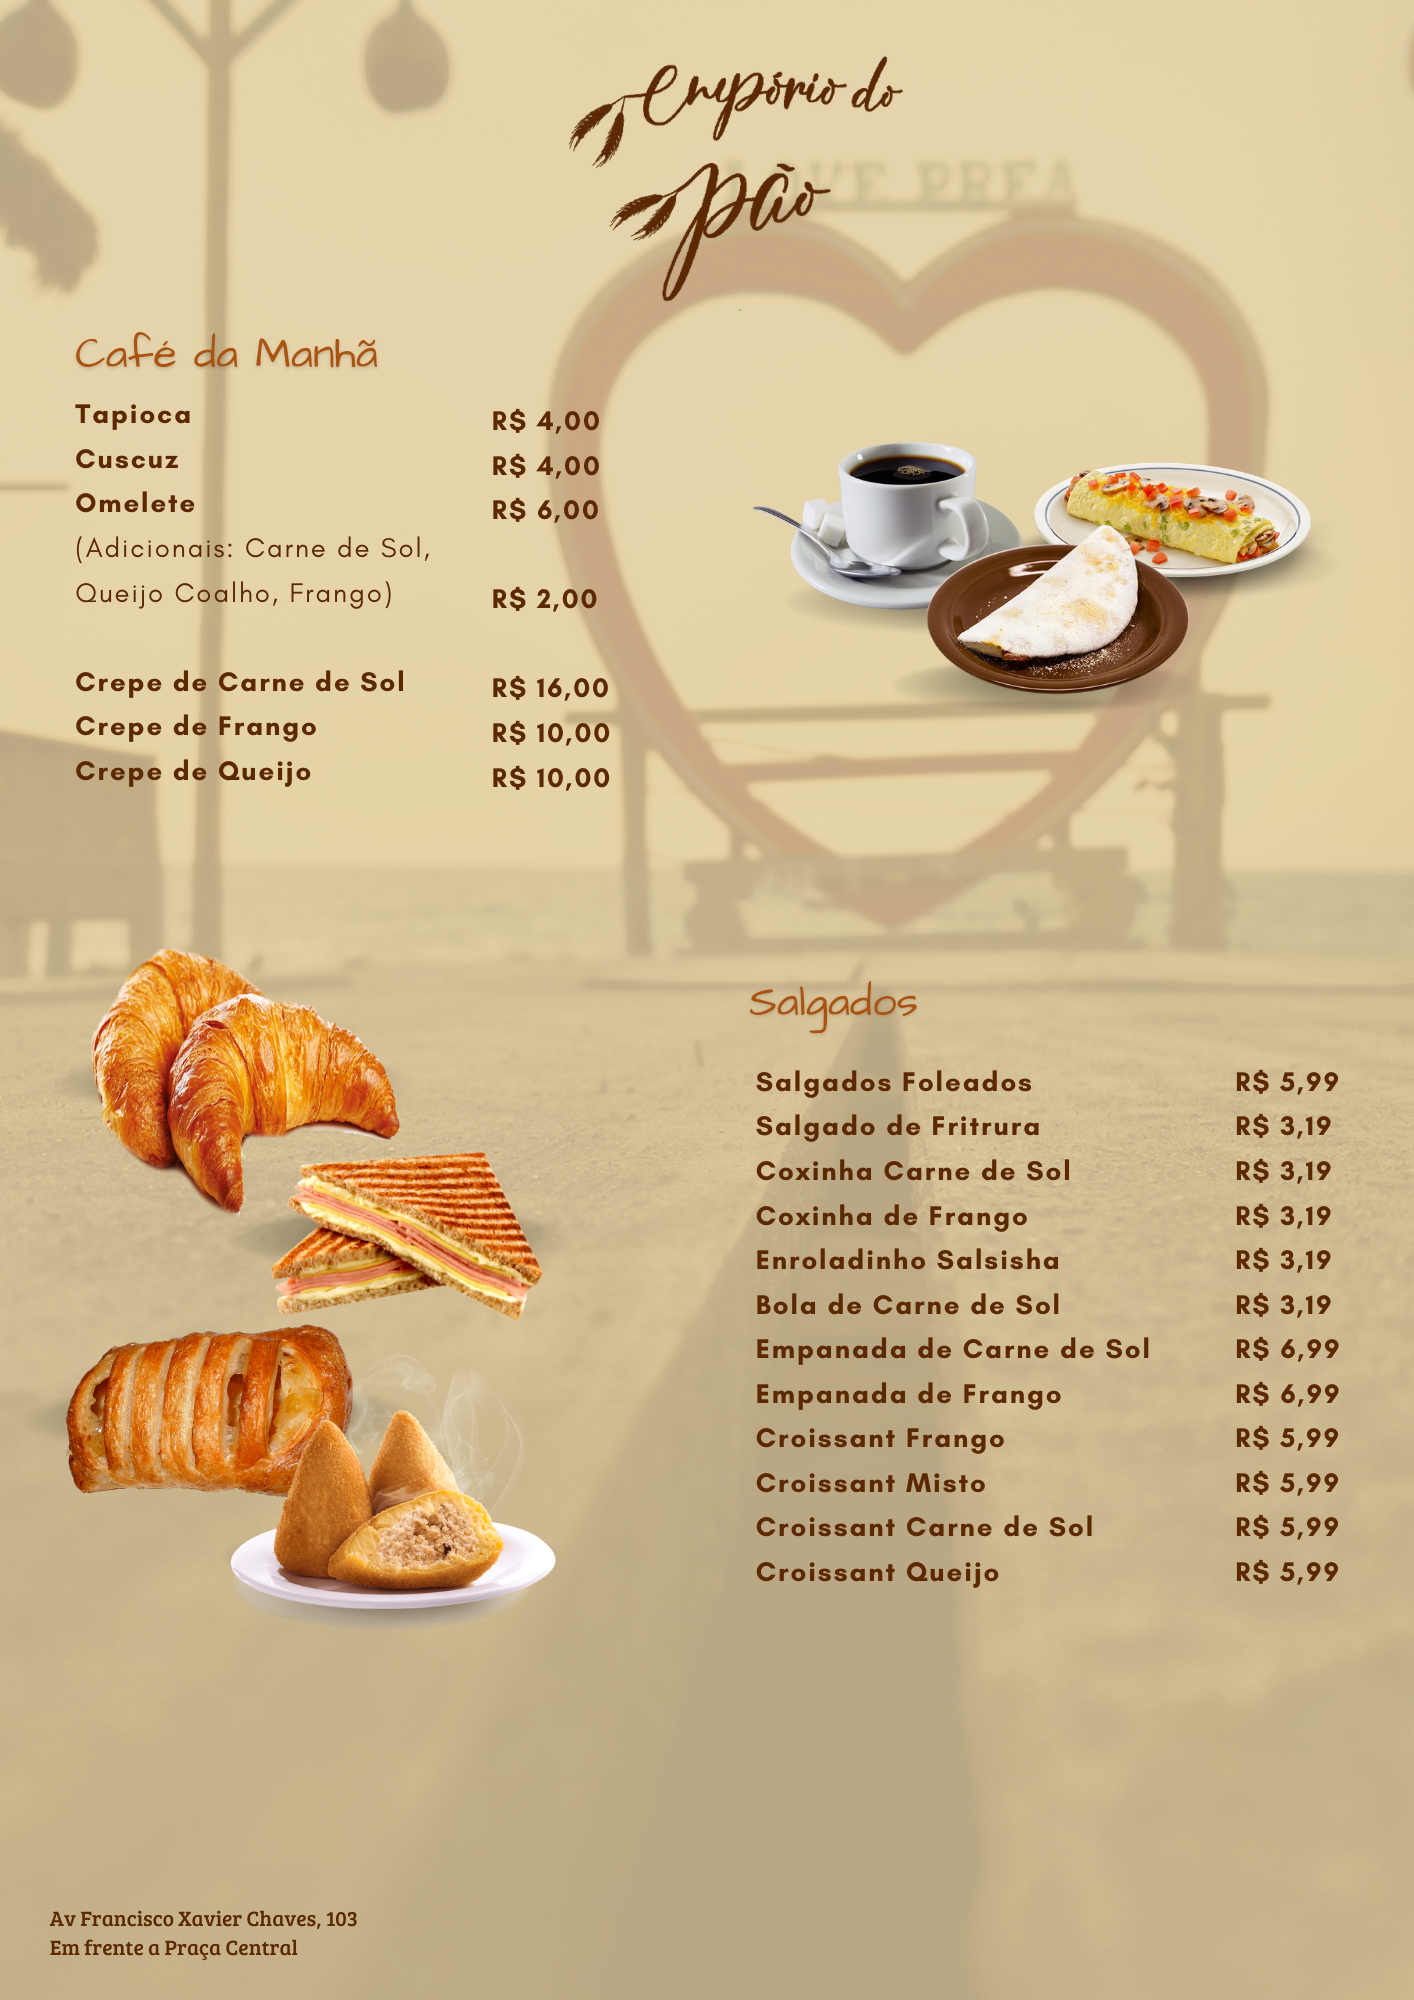 Empório do
Pão
LOVE PREA
Café da Manhã
Tapioca R$ 4,00
Cuscuz R$ 4,00
Omelete R$ 6,00
(Adicionais: Carne de Sol,
Queijo Coalho, Frango) R$ 2,00
Crepe de Carne de Sol R$ 16,00
Crepe de Frango R$ 10,00
Crepe de Queijo R$ 10,00
Salgados
Salgados Foleados R$ 5,99
Salgado de Fritrura R$ 3,19
Coxinha Carne de Sol R$ 3,19
Coxinha de Frango R$ 3,19
Enroladinho Salsisha R$ 3,19
Bola de Carne de Sol R$ 3,19
Empanada de Carne de Sol R$ 6,99
Empanada de Frango R$ 6,99
Croissant Frango R$ 5,99
Croissant Misto R$ 5,99
Croissant Carne de Sol R$ 5,99
Croissant Queijo R$ 5,99
Av Francisco Xavier Chaves, 103
Em frente a Praça Central